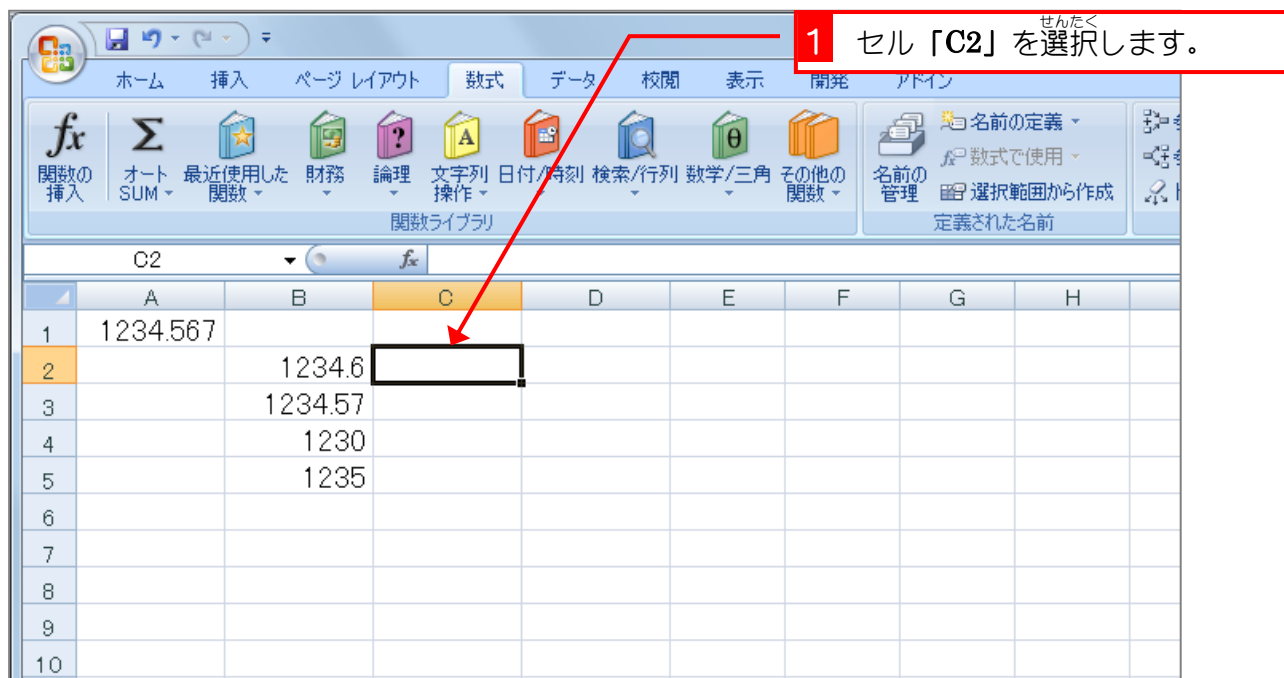 せんたく
1 セル「C2」を選択します。
ホーム 挿入 ページ レイアウト 数式 データ 校閲 表示 開発 アドイン
fx Σ ? A θ
関数の 挿入
オート SUM
最近使用した 関数
財務
論理
文字列 操作
日付/時刻
検索/行列
数学/三角
その他の 関数
関数ライブラリ
名前の 管理
名前の定義
数式で使用
選択範囲から作成
定義された名前
C2 fx
A B C D E F G H
1 1234.567
2 1234.6
3 1234.57
4 1230
5 1235
6
7
8
9
10